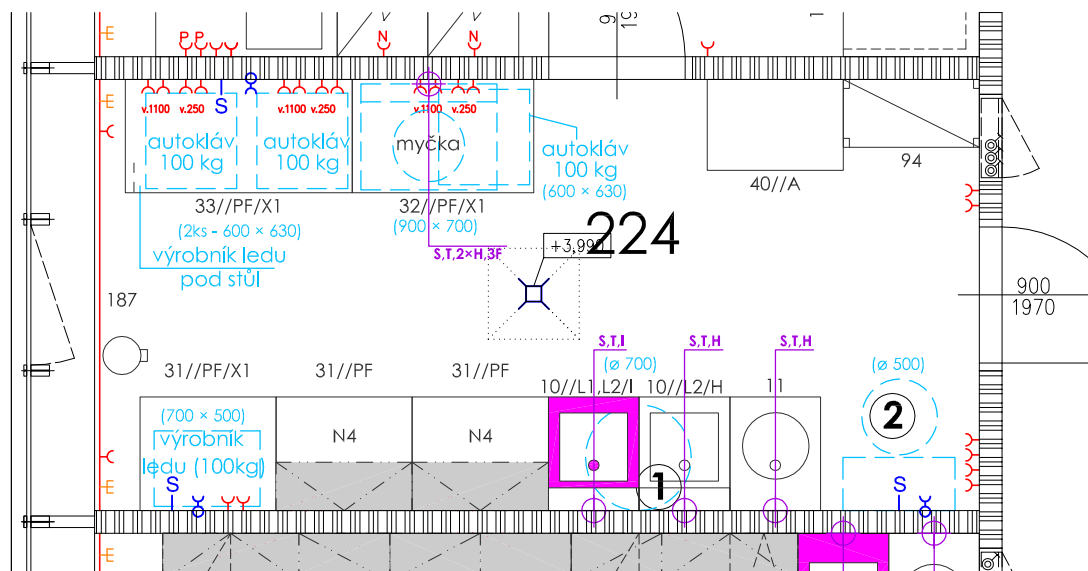 E
P P
N
N
E
v.1100 v.250
S
v.1100 v.250
v.1100 v.250
autokláv
100 kg
autokláv
100 kg
myčka
autokláv
100 kg
(600 × 630)
94
40//A
33//PF/X1
32//PF/X1
(2ks - 600 × 630)
(900 × 700)
výrobník ledu
pod stůl
S,T,2×H,3F
+3,990
224
187
900
1970
S,T,I
S,T,H
S,T,H
31//PF/X1
31//PF
31//PF
(ø 700)
(ø 500)
10//L1,L2/I
10//L2/H
11
(700 × 500)
výrobník
ledu (100kg)
N4
N4
2
1
S
S
E
E